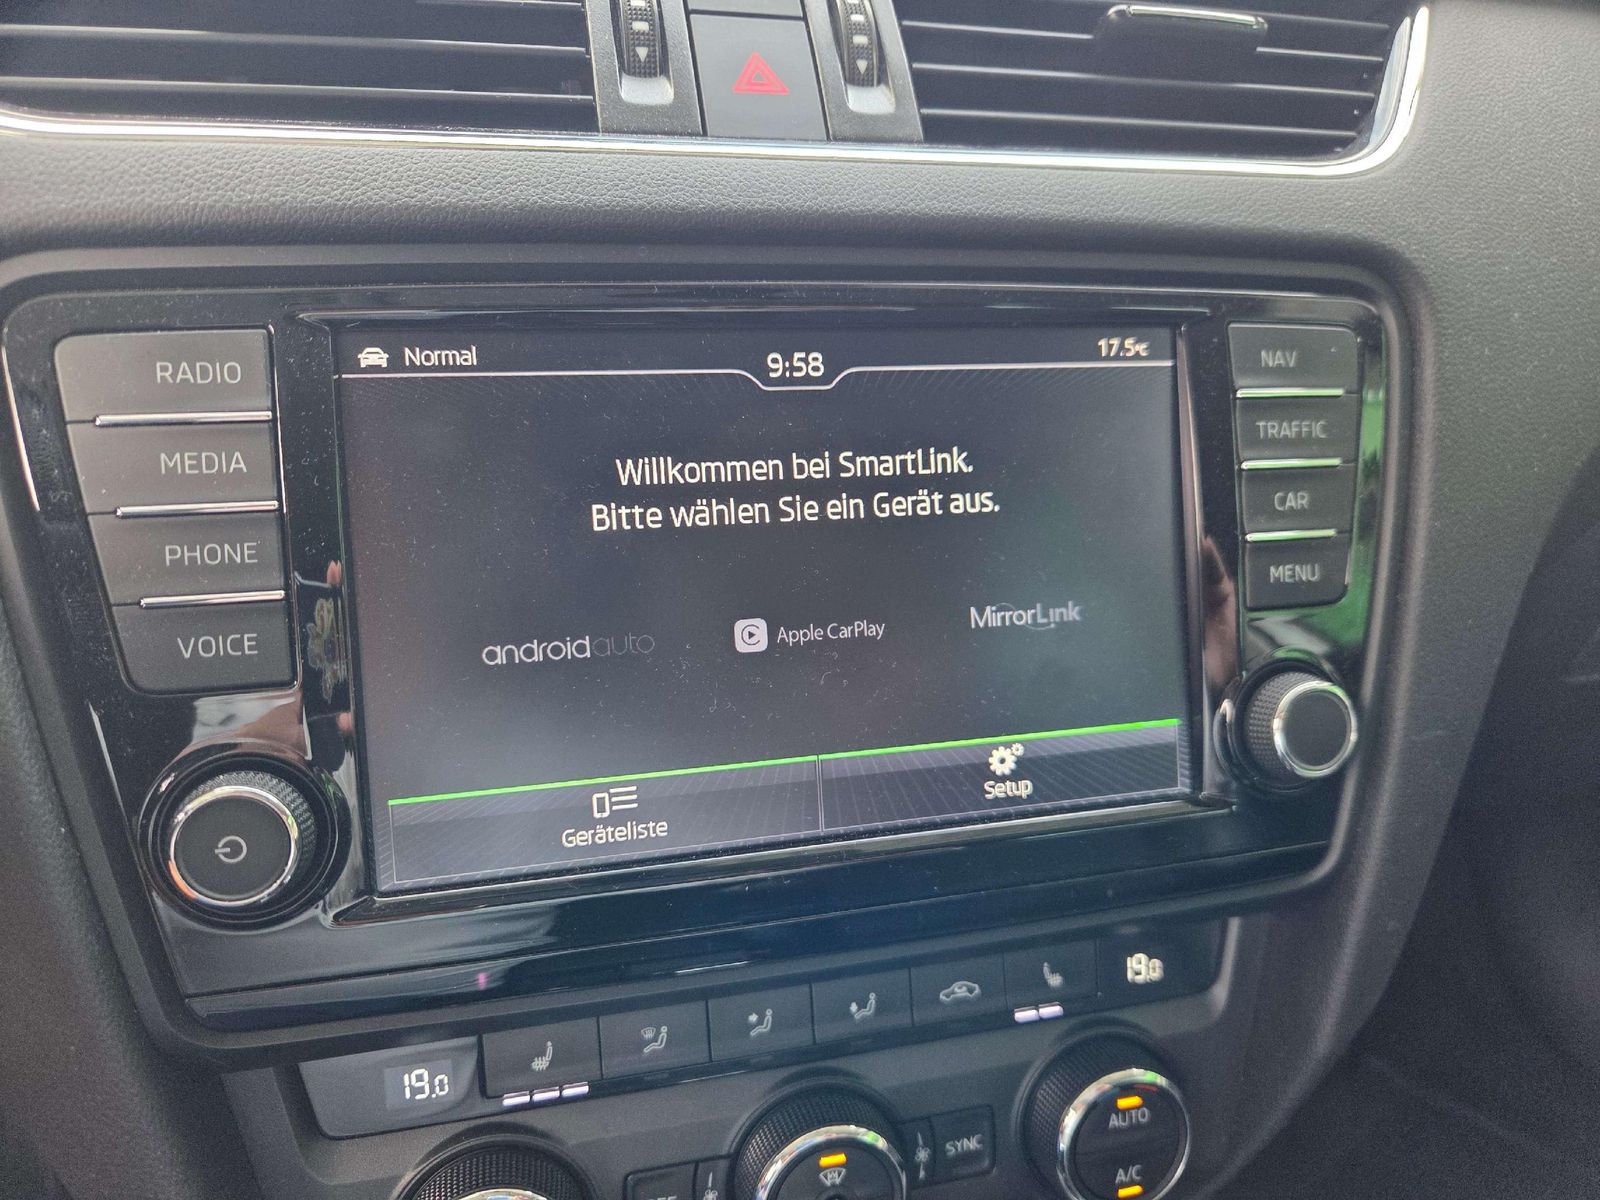 Normal
9:58
17.5°C
RADIO
MEDIA
PHONE
VOICE
NAV
TRAFFIC
CAR
MENU
Willkommen bei SmartLink.
Bitte wählen Sie ein Gerät aus.
androidauto
Apple CarPlay
MirrorLink
Geräteliste
Setup
19.0
19.0
SYNC
AUTO
A/C